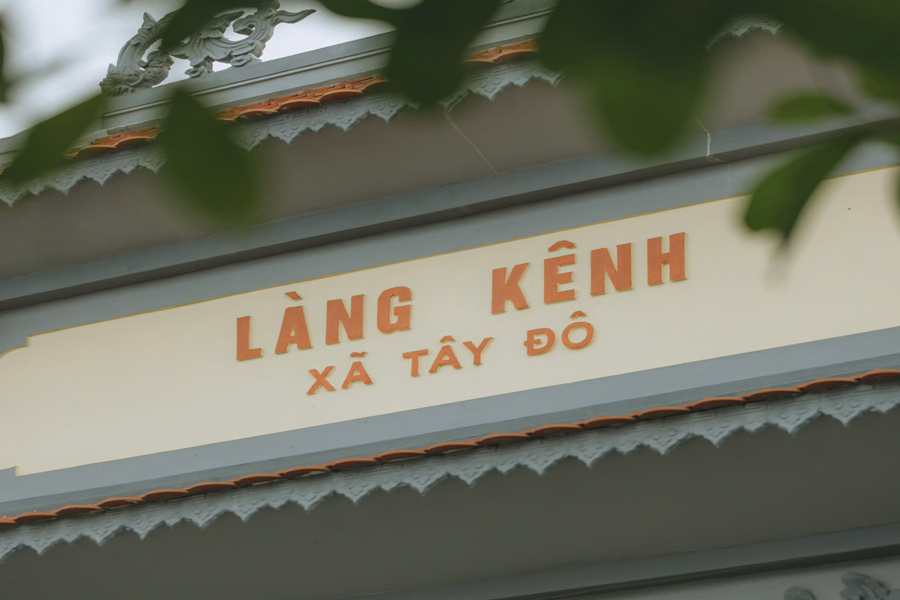 LÀNG KÊNH
XÃ TÂY ĐÔ